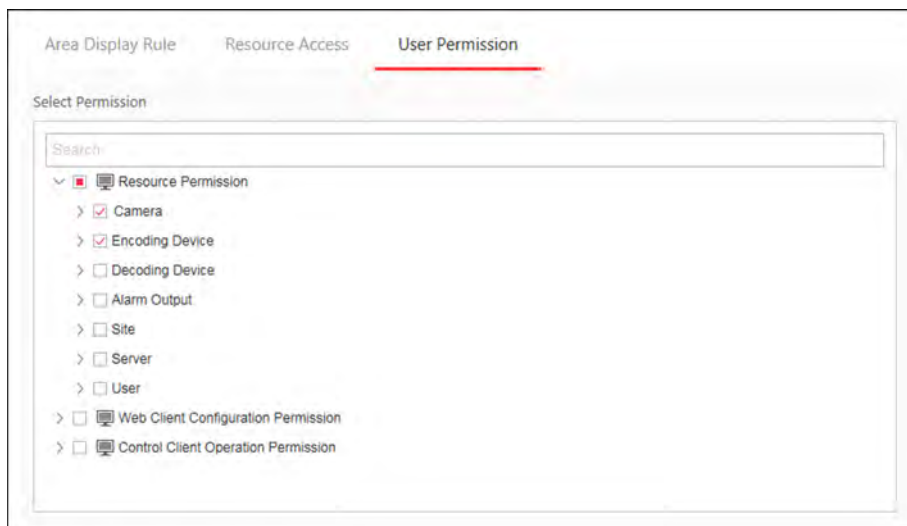 Area Display Rule Resource Access User Permission
Select Permission
Search
Resource Permission
Camera
Encoding Device
Decoding Device
Alarm Output
Site
Server
User
Web Client Configuration Permission
Control Client Operation Permission